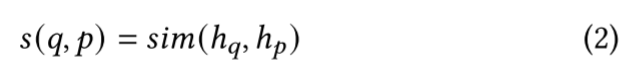 s(q, p) = sim(h_q, h_p) (2)